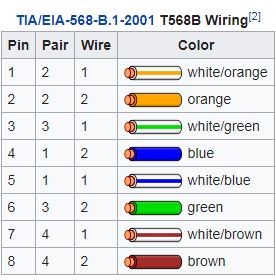 TIA/EIA-568-B.1-2001 T568B Wiring[2]
Pin Pair Wire Color
1 2 1 white/orange
2 2 2 orange
3 3 1 white/green
4 1 2 blue
5 1 1 white/blue
6 3 2 green
7 4 1 white/brown
8 4 2 brown